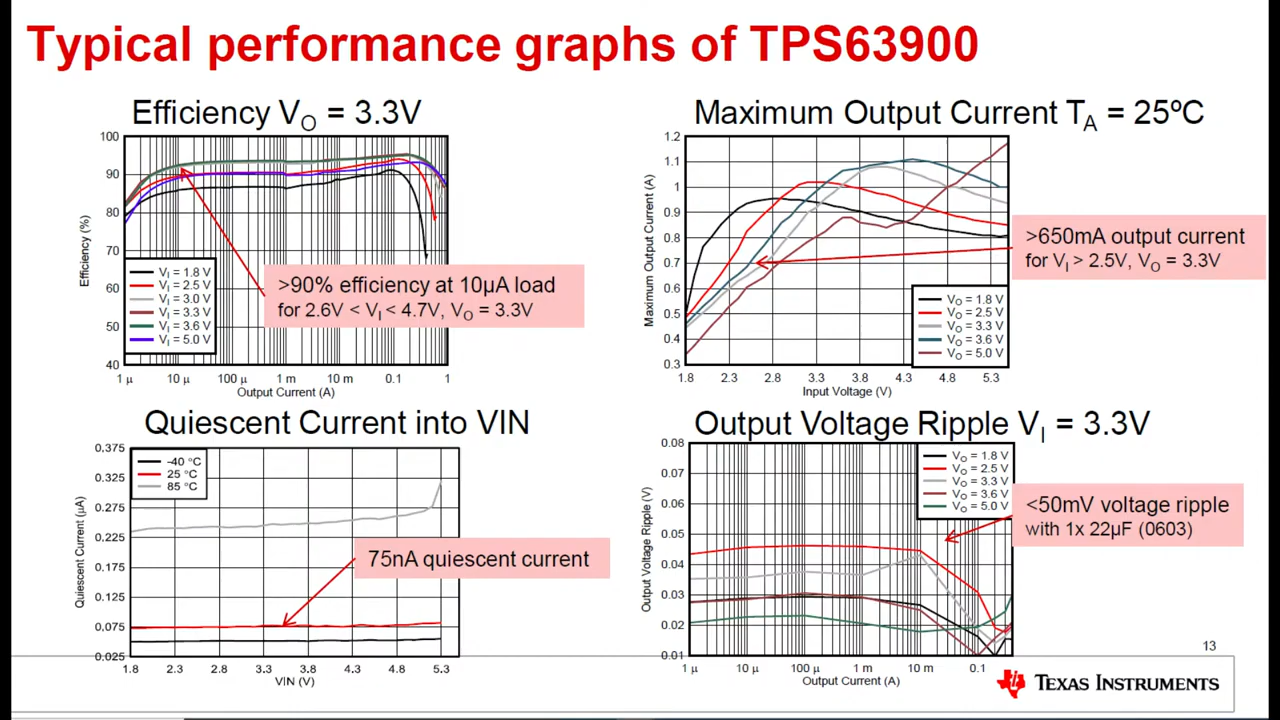 Typical performance graphs of TPS63900
Efficiency VO = 3.3V
100
90
80
70
60
50
40
Efficiency (%)
VI = 1.8 V
VI = 2.5 V
VI = 3.0 V
VI = 3.3 V
VI = 3.6 V
VI = 5.0 V
1 µ
10 µ
100 µ
1 m
10 m
0.1
1
Output Current (A)
>90% efficiency at 10µA load
for 2.6V < VI < 4.7V, VO = 3.3V
Maximum Output Current TA = 25ºC
1.2
1.1
1
0.9
0.8
0.7
0.6
0.5
0.4
0.3
Maximum Output Current (A)
VO = 1.8 V
VO = 2.5 V
VO = 3.3 V
VO = 3.6 V
VO = 5.0 V
1.8
2.3
2.8
3.3
3.8
4.3
4.8
5.3
Input Voltage (V)
>650mA output current
for VI > 2.5V, VO = 3.3V
Quiescent Current into VIN
0.375
0.325
0.275
0.225
0.175
0.125
0.075
0.025
Quiescent Current (µA)
-40 °C
25 °C
85 °C
1.8
2.3
2.8
3.3
3.8
4.3
4.8
5.3
VIN (V)
75nA quiescent current
Output Voltage Ripple VI = 3.3V
0.08
0.07
0.06
0.05
0.04
0.03
0.02
0.01
Output Voltage Ripple (V)
VO = 1.8 V
VO = 2.5 V
VO = 3.3 V
VO = 3.6 V
VO = 5.0 V
1 µ
10 µ
100 µ
1 m
10 m
0.1
Output Current (A)
<50mV voltage ripple
with 1x 22µF (0603)
13
TEXAS INSTRUMENTS